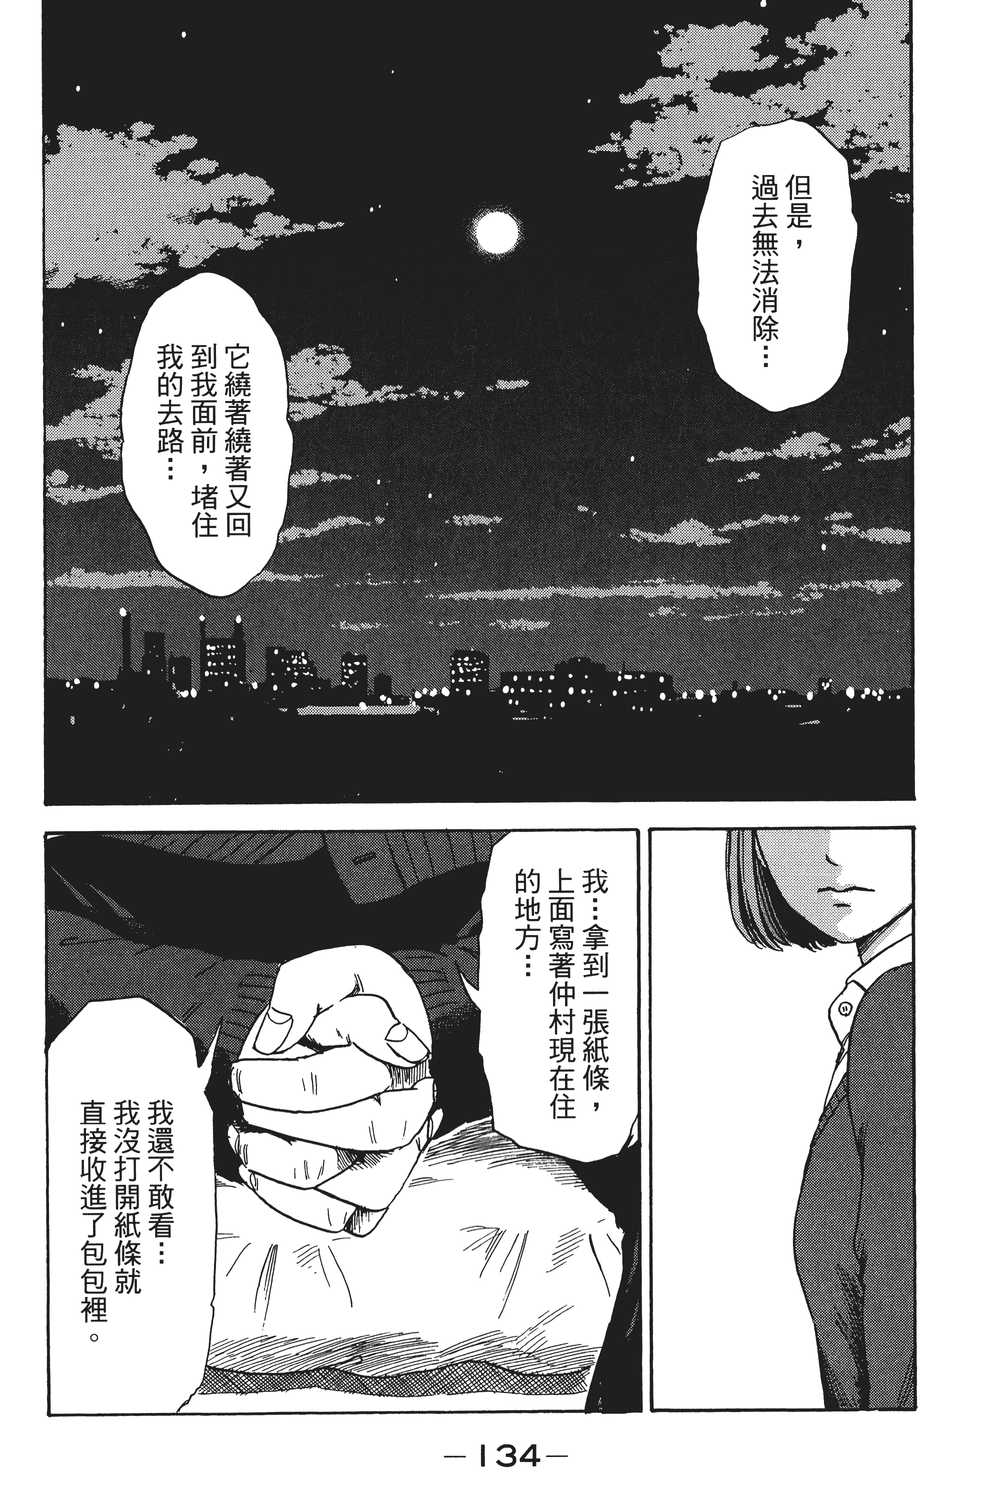 但是，
過去無法消除…
它繞著繞著又回
到我面前，堵住
我的去路…
我…拿到一張紙條，
上面寫著仲村現在住
的地方…
我還不敢看…
我沒打開紙條就
直接收進了包包裡。
－134－